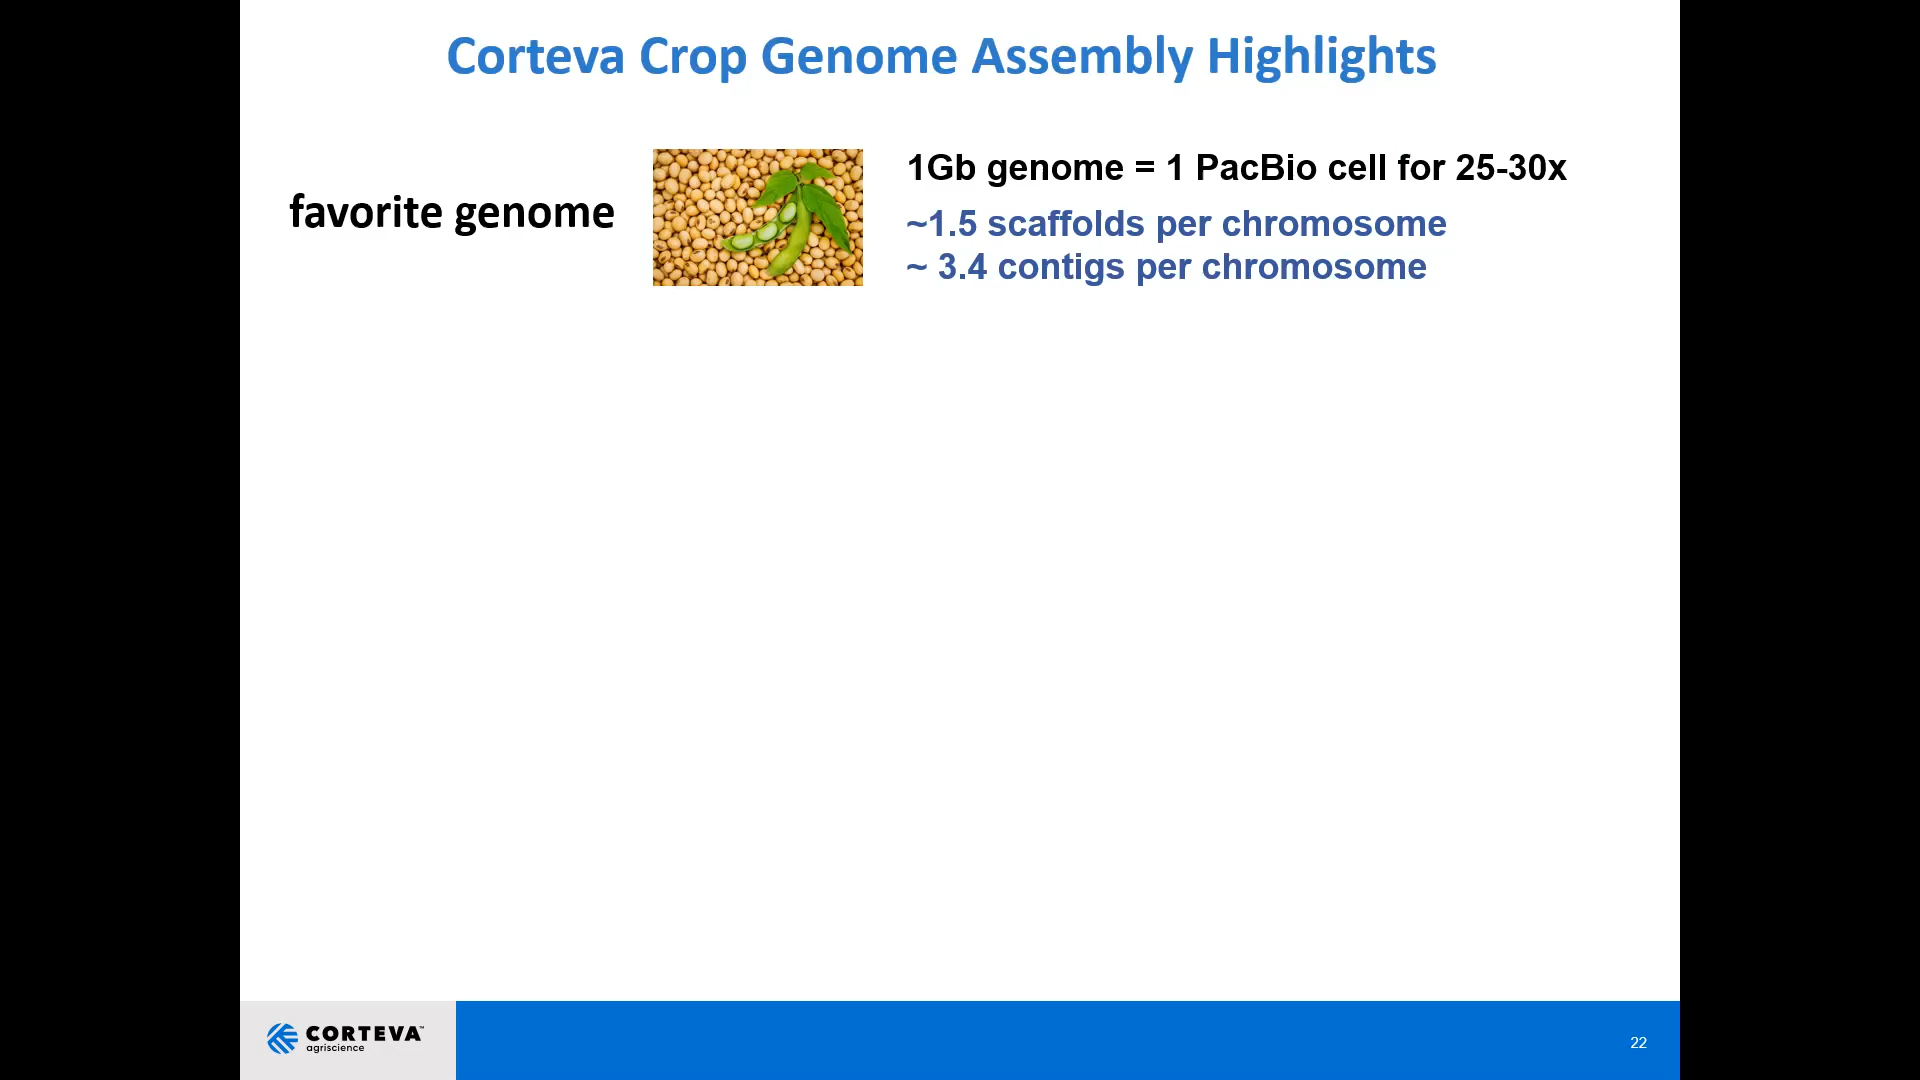 Corteva Crop Genome Assembly Highlights
favorite genome
1Gb genome = 1 PacBio cell for 25-30x
~1.5 scaffolds per chromosome
~ 3.4 contigs per chromosome
CORTEVA™
agriscience
22